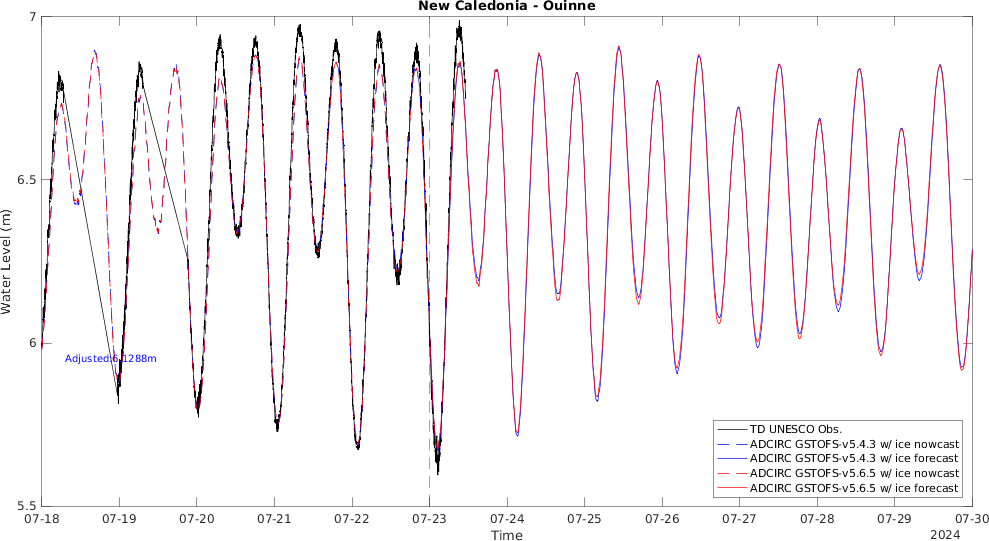 New Caledonia - Ouinne
Water Level (m)
7
6.5
6
5.5
Adjusted:6.1288m
TD UNESCO Obs.
ADCIRC GSTOFS-v5.4.3 w/ ice nowcast
ADCIRC GSTOFS-v5.4.3 w/ ice forecast
ADCIRC GSTOFS-v5.6.5 w/ ice nowcast
ADCIRC GSTOFS-v5.6.5 w/ ice forecast
07-18 07-19 07-20 07-21 07-22 07-23 07-24 07-25 07-26 07-27 07-28 07-29 07-30
Time
2024